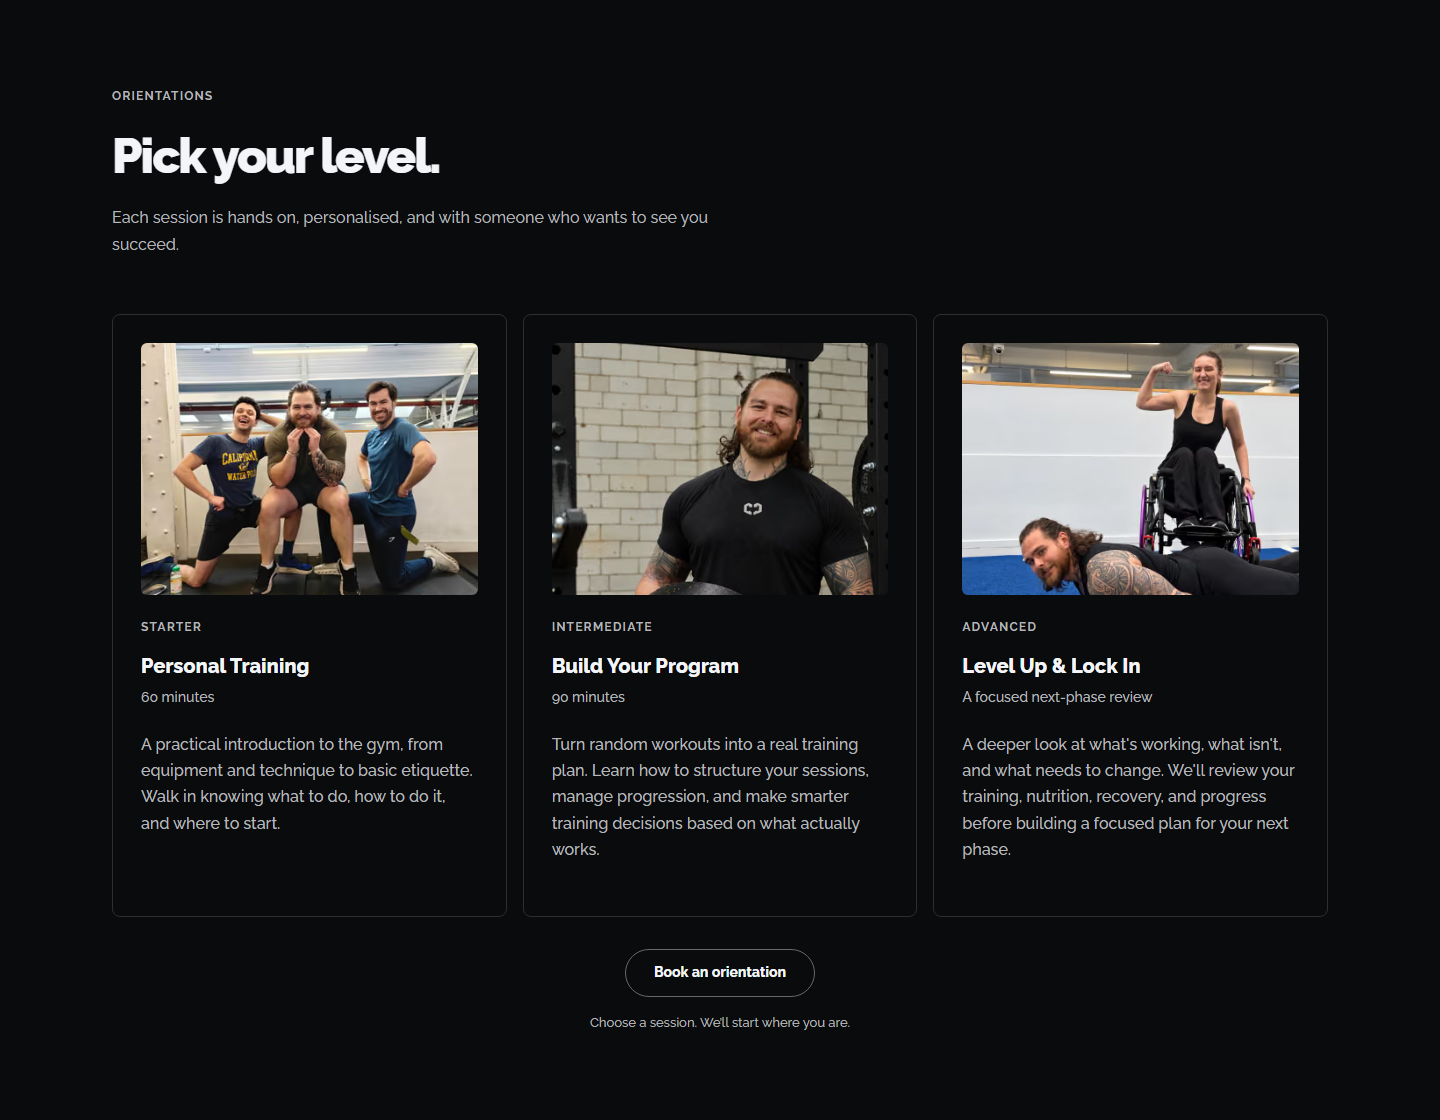 ORIENTATIONS
Pick your level.
Each session is hands on, personalised, and with someone who wants to see you
succeed.
CALIFORNIA
WATER POLO
STARTER
Personal Training
60 minutes
A practical introduction to the gym, from
equipment and technique to basic etiquette.
Walk in knowing what to do, how to do it,
and where to start.
INTERMEDIATE
Build Your Program
90 minutes
Turn random workouts into a real training
plan. Learn how to structure your sessions,
manage progression, and make smarter
training decisions based on what actually
works.
ADVANCED
Level Up & Lock In
A focused next-phase review
A deeper look at what's working, what isn't,
and what needs to change. We'll review your
training, nutrition, recovery, and progress
before building a focused plan for your next
phase.
Book an orientation
Choose a session. We'll start where you are.